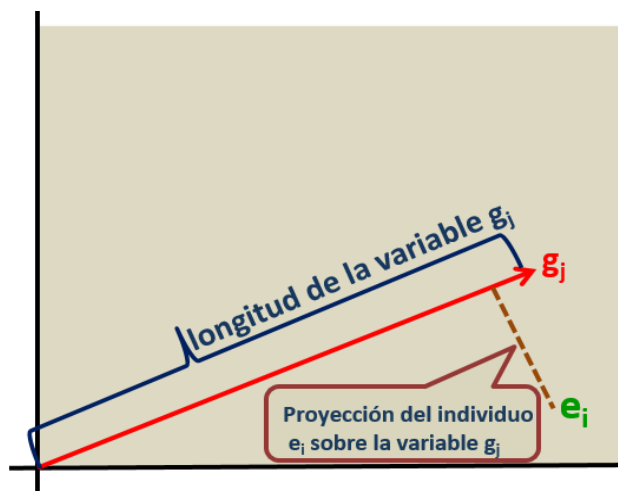 longitud de la variable gj
gj
Proyección del individuo
ei sobre la variable gj
ei